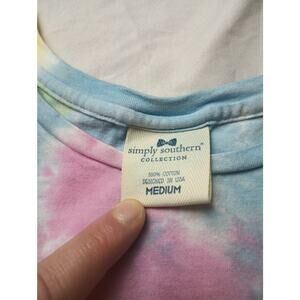 simply southern®
COLLECTION
100% COTTON
DESIGNED IN USA
MEDIUM